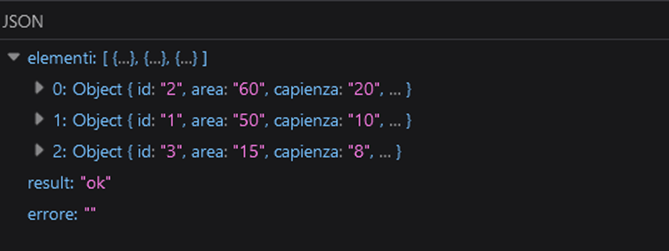 JSON
elementi: [ {…}, {…}, {…} ]
0: Object { id: "2", area: "60", capienza: "20", … }
1: Object { id: "1", area: "50", capienza: "10", … }
2: Object { id: "3", area: "15", capienza: "8", … }
result: "ok"
errore: ""